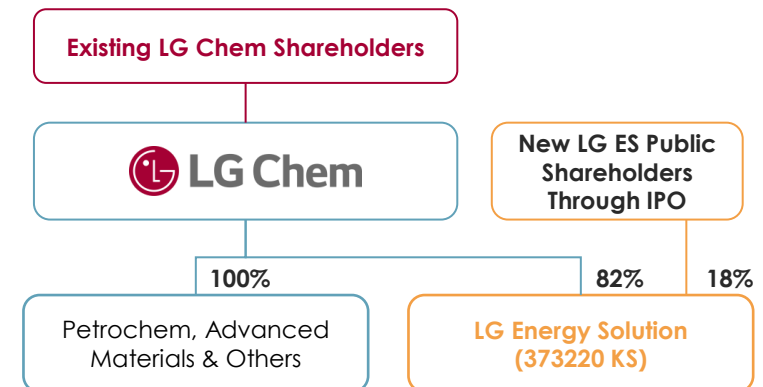 Existing LG Chem Shareholders
LG Chem
New LG ES Public
Shareholders
Through IPO
100%
82%
18%
Petrochem, Advanced
Materials & Others
LG Energy Solution
(373220 KS)